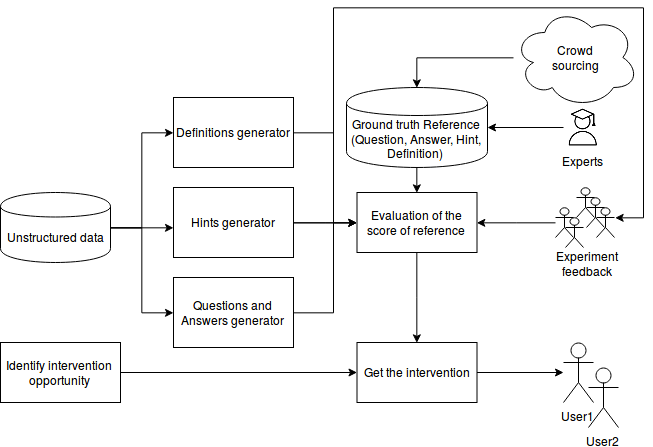 Crowd
sourcing
Definitions generator
Ground truth Reference
(Question, Answer, Hint,
Definition)
Experts
Unstructured data
Hints generator
Evaluation of the
score of reference
Experiment
feedback
Questions and
Answers generator
Identify intervention
opportunity
Get the intervention
User1
User2